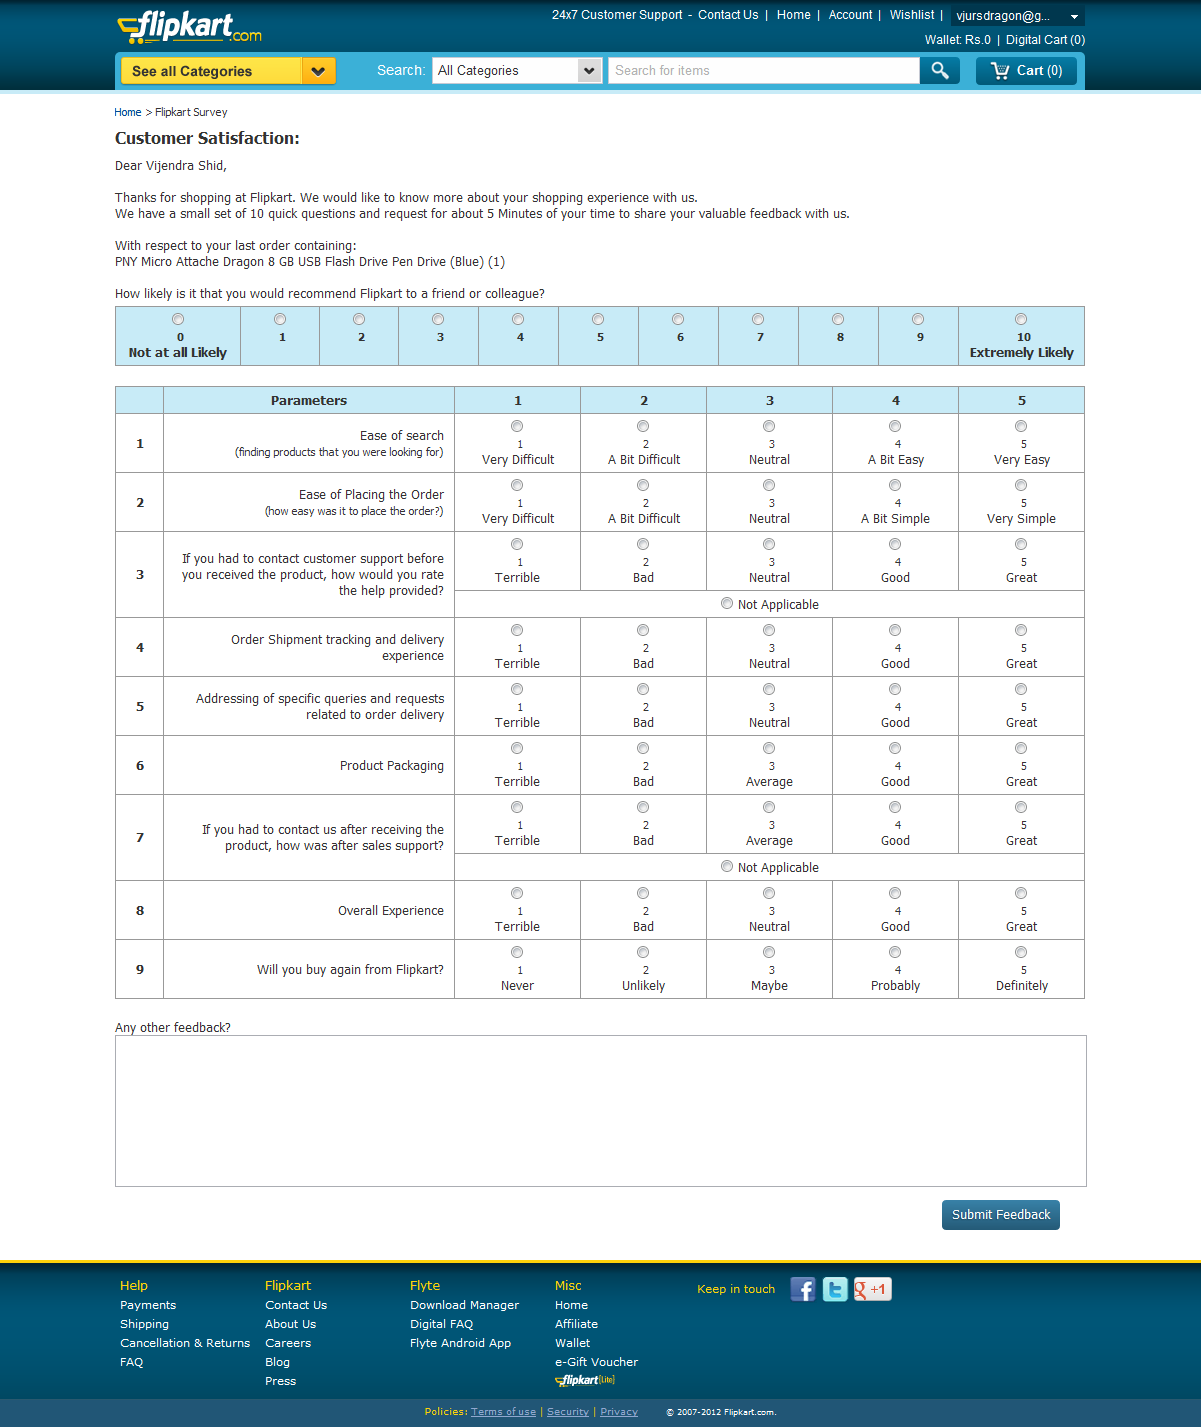 flipkart.com
24x7 Customer Support - Contact Us | Home | Account | Wishlist | vjursdragon@g...
Wallet: Rs.0 | Digital Cart (0)
See all Categories
Search: All Categories Search for items
Cart (0)
Home > Flipkart Survey
Customer Satisfaction:
Dear Vijendra Shid,
Thanks for shopping at Flipkart. We would like to know more about your shopping experience with us.
We have a small set of 10 quick questions and request for about 5 Minutes of your time to share your valuable feedback with us.
With respect to your last order containing:
PNY Micro Attache Dragon 8 GB USB Flash Drive Pen Drive (Blue) (1)
How likely is it that you would recommend Flipkart to a friend or colleague?
0 1 2 3 4 5 6 7 8 9 10
Not at all Likely Extremely Likely
Parameters 1 2 3 4 5
1 Ease of search
(finding products that you were looking for)
1 2 3 4 5
Very Difficult A Bit Difficult Neutral A Bit Easy Very Easy
2 Ease of Placing the Order
(how easy was it to place the order?)
1 2 3 4 5
Very Difficult A Bit Difficult Neutral A Bit Simple Very Simple
3 If you had to contact customer support before
you received the product, how would you rate
the help provided?
1 2 3 4 5
Terrible Bad Neutral Good Great
Not Applicable
4 Order Shipment tracking and delivery
experience
1 2 3 4 5
Terrible Bad Neutral Good Great
5 Addressing of specific queries and requests
related to order delivery
1 2 3 4 5
Terrible Bad Neutral Good Great
6 Product Packaging
1 2 3 4 5
Terrible Bad Average Good Great
7 If you had to contact us after receiving the
product, how was after sales support?
1 2 3 4 5
Terrible Bad Average Good Great
Not Applicable
8 Overall Experience
1 2 3 4 5
Terrible Bad Neutral Good Great
9 Will you buy again from Flipkart?
1 2 3 4 5
Never Unlikely Maybe Probably Definitely
Any other feedback?
Submit Feedback
Help
Payments
Shipping
Cancellation & Returns
FAQ
Flipkart
Contact Us
About Us
Careers
Blog
Press
Flyte
Download Manager
Digital FAQ
Flyte Android App
Misc
Home
Affiliate
Wallet
e-Gift Voucher
flipkart[Lite]
Keep in touch f t g +1
Policies: Terms of use | Security | Privacy © 2007-2012 Flipkart.com.